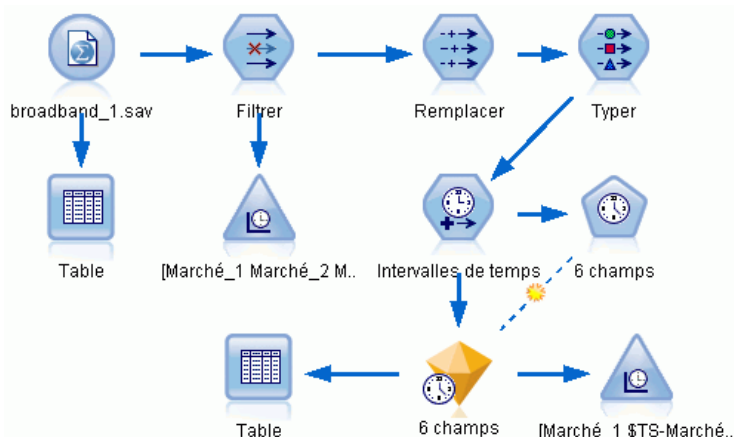 broadband_1.sav
Filtrer
Remplacer
Typer
Table
[Marché_1 Marché_2 M..
Intervalles de temps
6 champs
Table
6 champs
[Marché_1 $TS-Marché..